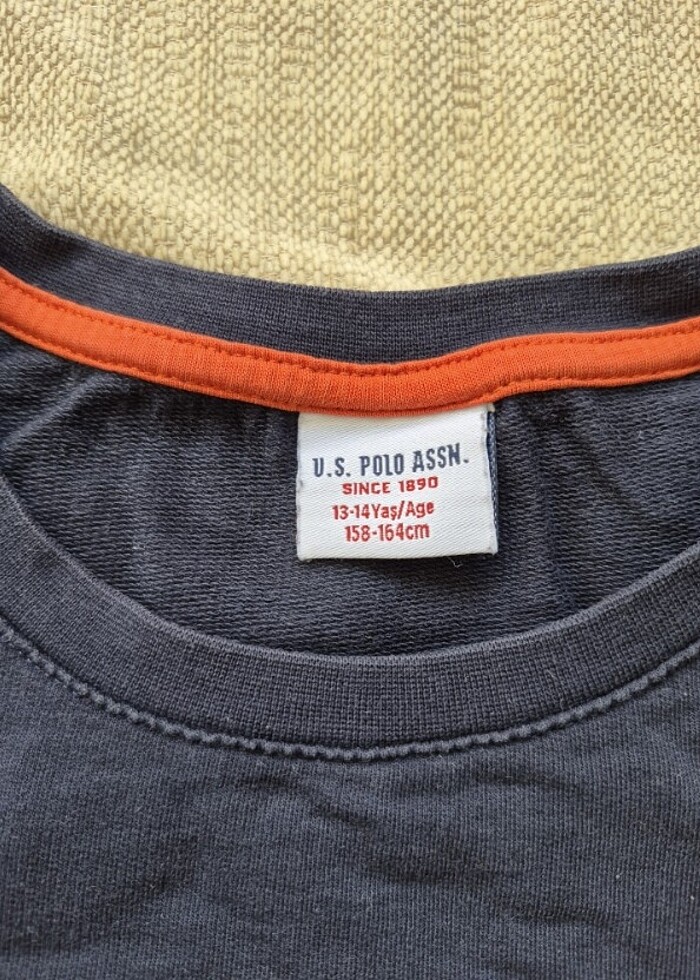 U.S. POLO ASSN.
SINCE 1890
13-14Yaş/Age
158-164cm